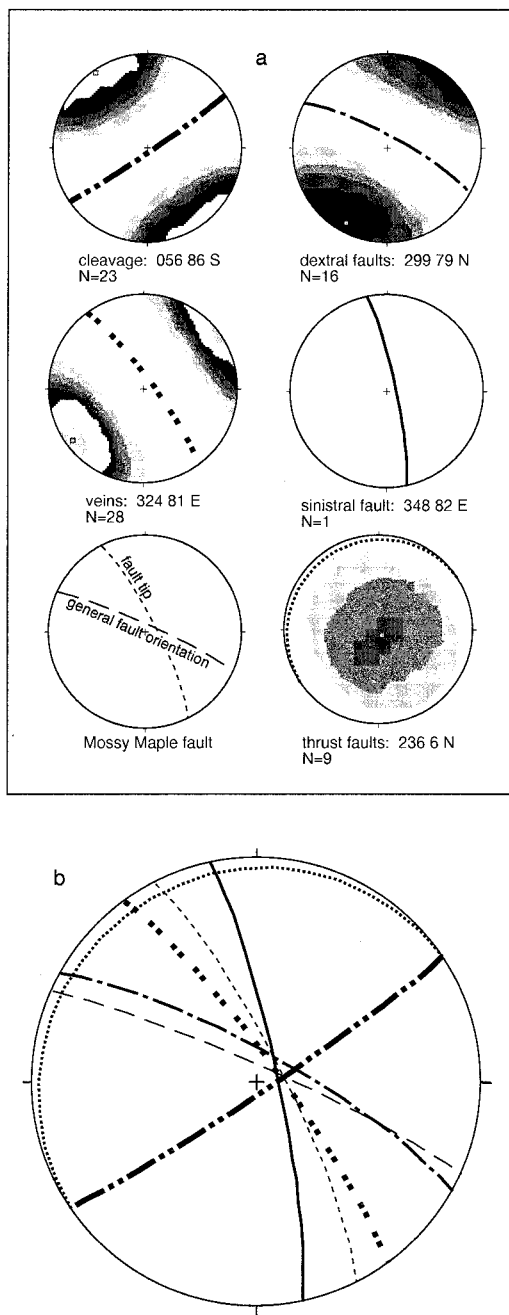 a
cleavage: 056 86 S
N=23
dextral faults: 299 79 N
N=16
veins: 324 81 E
N=28
sinistral fault: 348 82 E
N=1
fault tip
general fault orientation
Mossy Maple fault
thrust faults: 236 6 N
N=9
b